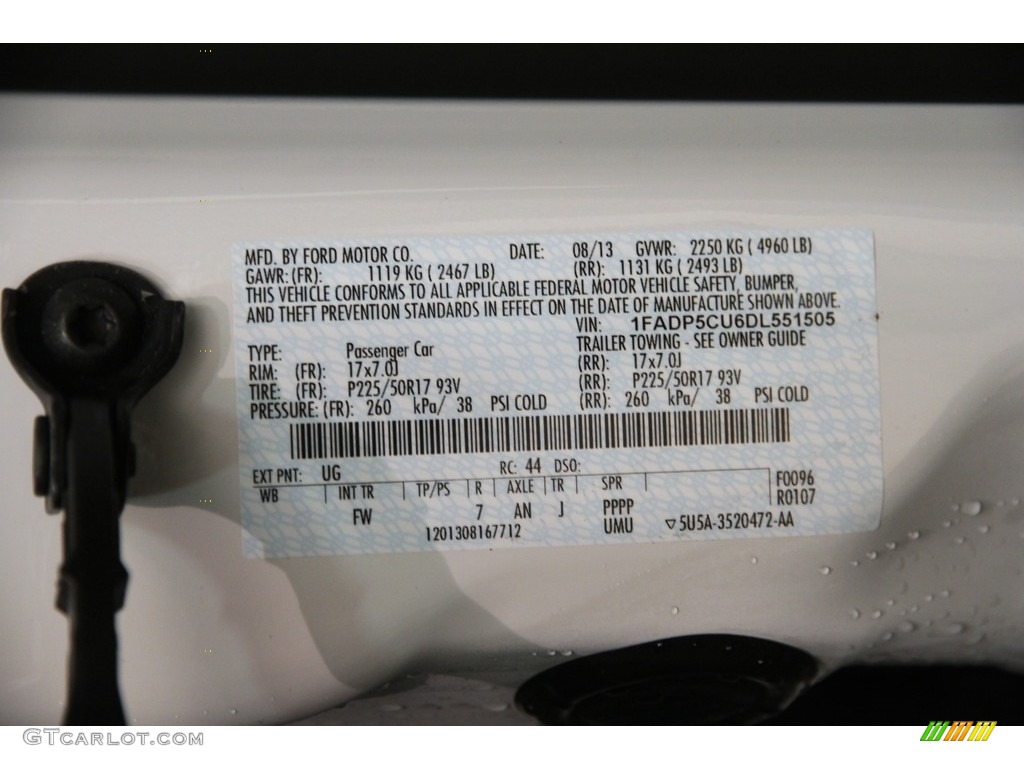 MFD. BY FORD MOTOR CO. DATE: 08/13 GVWR: 2250 KG ( 4960 LB)
GAWR: (FR): 1119 KG ( 2467 LB) (RR): 1131 KG ( 2493 LB)
THIS VEHICLE CONFORMS TO ALL APPLICABLE FEDERAL MOTOR VEHICLE SAFETY, BUMPER,
AND THEFT PREVENTION STANDARDS IN EFFECT ON THE DATE OF MANUFACTURE SHOWN ABOVE.
VIN: 1FADP5CU6DL551505
TYPE: Passenger Car TRAILER TOWING - SEE OWNER GUIDE
RIM: (FR): 17x7.0J (RR): 17x7.0J
TIRE: (FR): P225/50R17 93V (RR): P225/50R17 93V
PRESSURE: (FR): 260 kPa/ 38 PSI COLD (RR): 260 kPa/ 38 PSI COLD
EXT PNT: UG RC: 44 DSO:
WB INT TR TP/PS R AXLE TR SPR F0096
FW 7 AN J PPPP R0107
1201308167712 UMU ▽5U5A-3520472-AA
GTCARLOT.COM